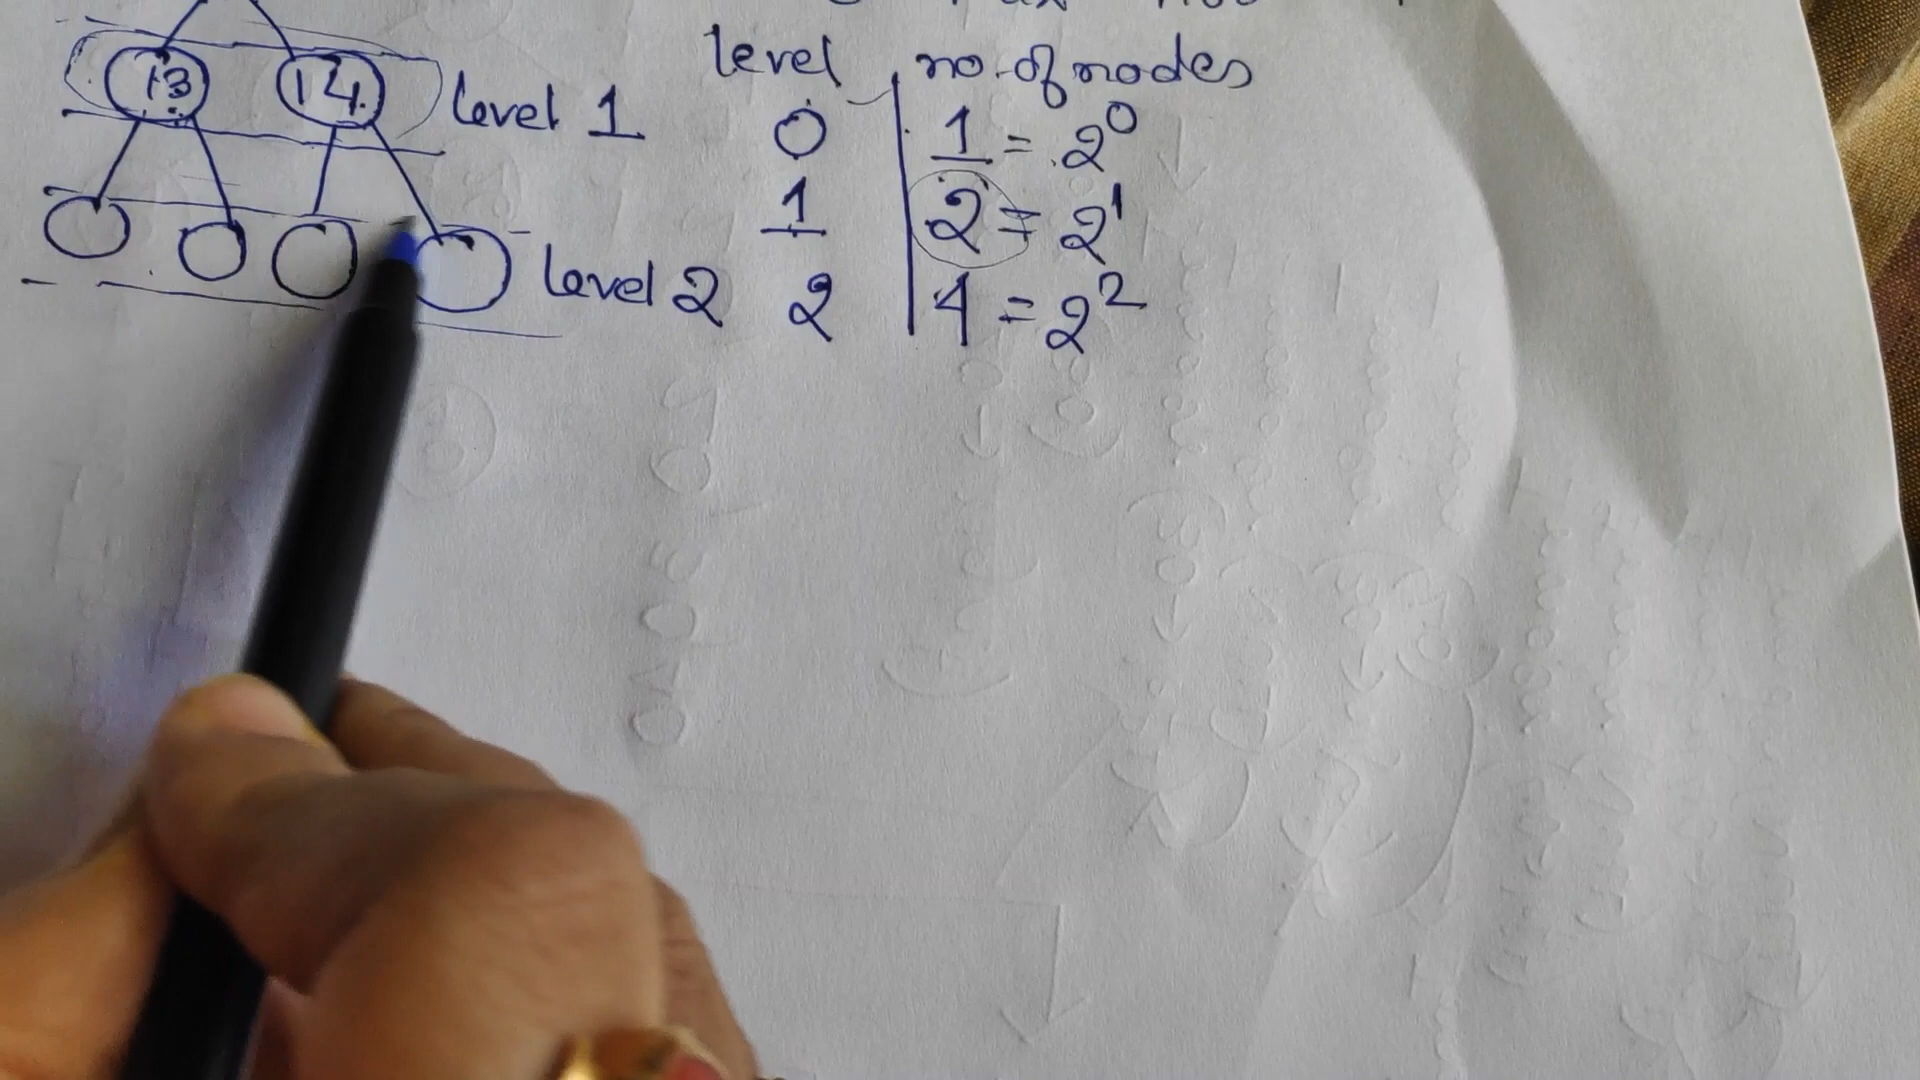 level | no. of nodes
13 14 Level 1
0 | 1 = 2^0
1 | 2 = 2^1
Level 2
2 | 4 = 2^2